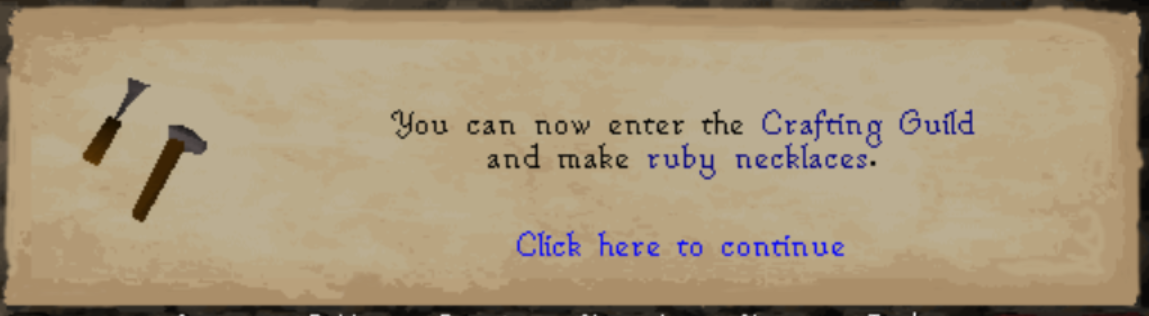 You can now enter the Crafting Guild
and make ruby necklaces.
Click here to continue